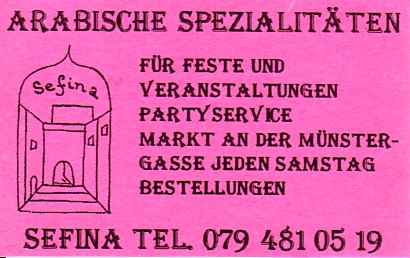 ARABISCHE SPEZIALITÄTEN
Sefina
FÜR FESTE UND
VERANSTALTUNGEN
PARTYSERVICE
MARKT AN DER MÜNSTER-
GASSE JEDEN SAMSTAG
BESTELLUNGEN
SEFINA TEL. 079 481 05 19